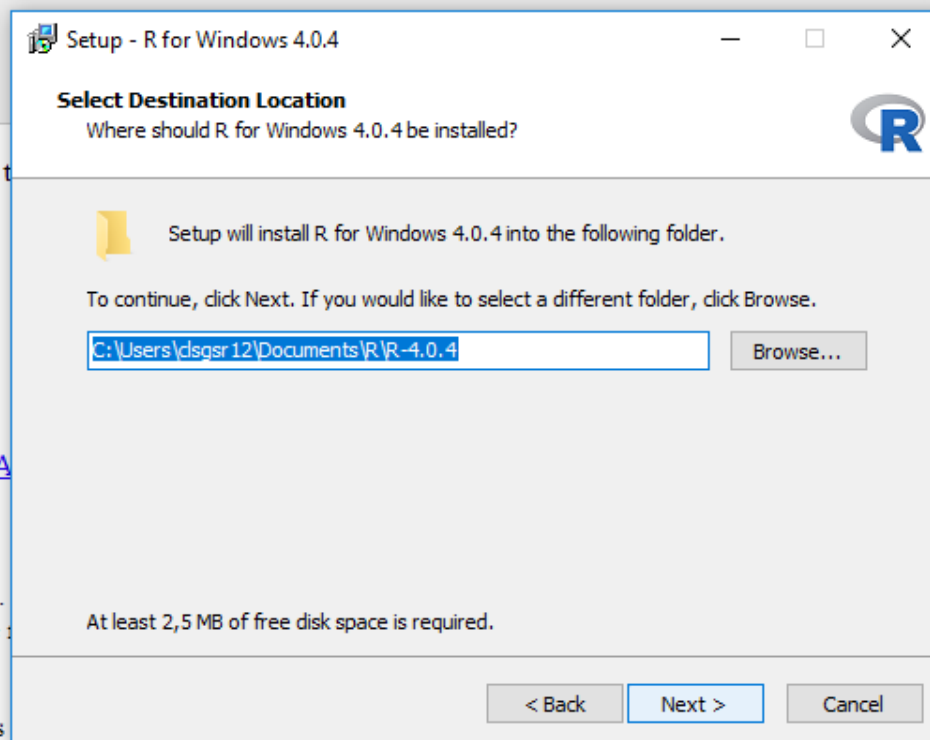 Setup - R for Windows 4.0.4
Select Destination Location
Where should R for Windows 4.0.4 be installed?
R
Setup will install R for Windows 4.0.4 into the following folder.
To continue, click Next. If you would like to select a different folder, click Browse.
C:\Users\clsgsr12\Documents\R\R-4.0.4
Browse...
At least 2,5 MB of free disk space is required.
< Back
Next >
Cancel